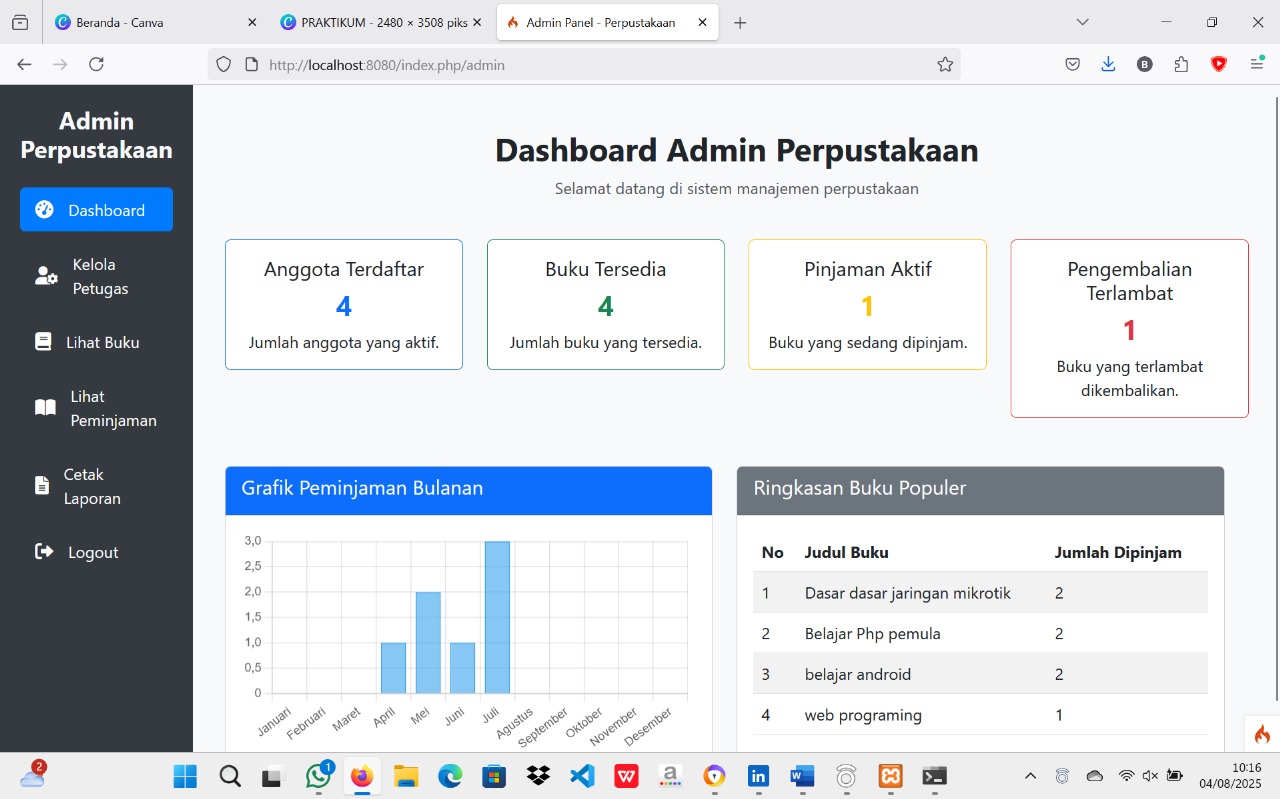 Beranda - Canva
PRAKTIKUM - 2480 × 3508 piks
Admin Panel - Perpustakaan
http://localhost:8080/index.php/admin
B
Admin
Perpustakaan
Dashboard
Kelola
Petugas
Lihat Buku
Lihat
Peminjaman
Cetak
Laporan
Logout
Dashboard Admin Perpustakaan
Selamat datang di sistem manajemen perpustakaan
Anggota Terdaftar
4
Jumlah anggota yang aktif.
Buku Tersedia
4
Jumlah buku yang tersedia.
Pinjaman Aktif
1
Buku yang sedang dipinjam.
Pengembalian
Terlambat
1
Buku yang terlambat
dikembalikan.
Grafik Peminjaman Bulanan
3,0
2,5
2,0
1,5
1,0
0,5
0
Januari
Februari
Maret
April
Mei
Juni
Juli
Agustus
September
Oktober
November
Desember
Ringkasan Buku Populer
No Judul Buku Jumlah Dipinjam
1 Dasar dasar jaringan mikrotik 2
2 Belajar Php pemula 2
3 belajar android 2
4 web programing 1
2
1
10:16
04/08/2025